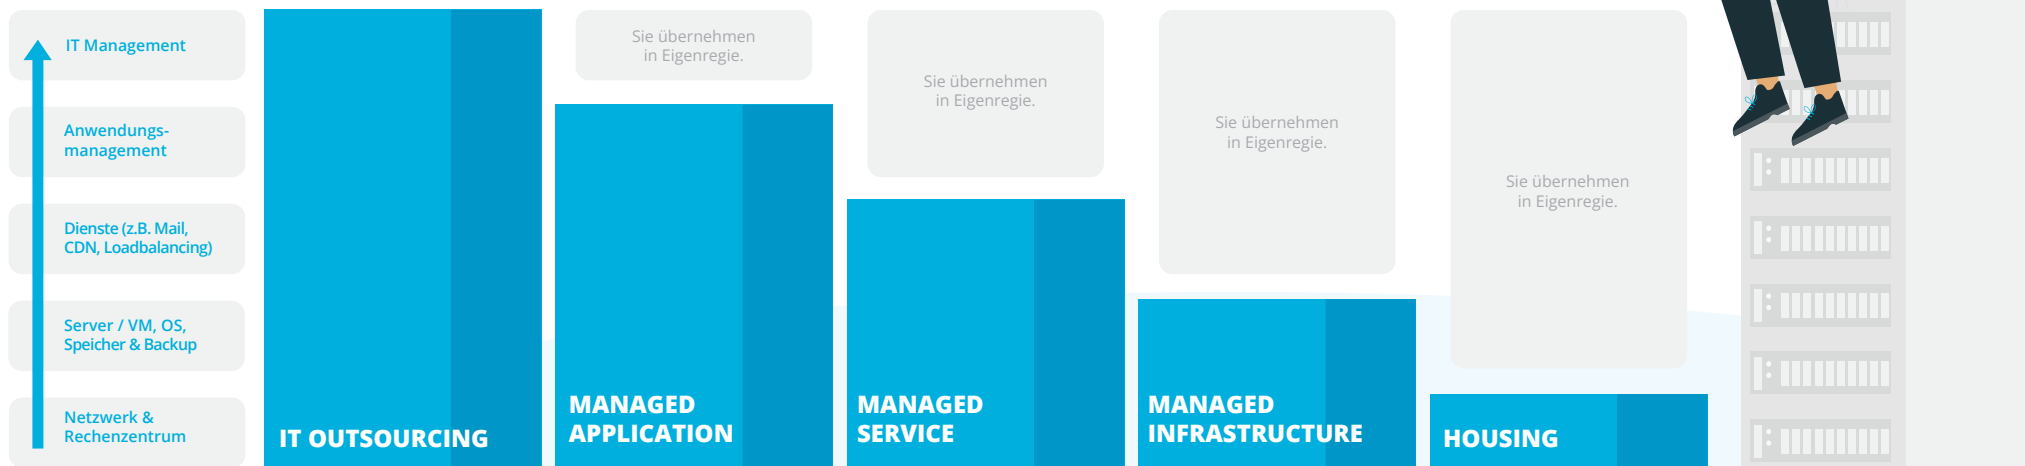 IT Management
Anwendungs-
management
Dienste (z.B. Mail,
CDN, Loadbalancing)
Server / VM, OS,
Speicher & Backup
Netzwerk &
Rechenzentrum
IT OUTSOURCING
Sie übernehmen
in Eigenregie.
MANAGED
APPLICATION
Sie übernehmen
in Eigenregie.
MANAGED
SERVICE
Sie übernehmen
in Eigenregie.
MANAGED
INFRASTRUCTURE
Sie übernehmen
in Eigenregie.
HOUSING